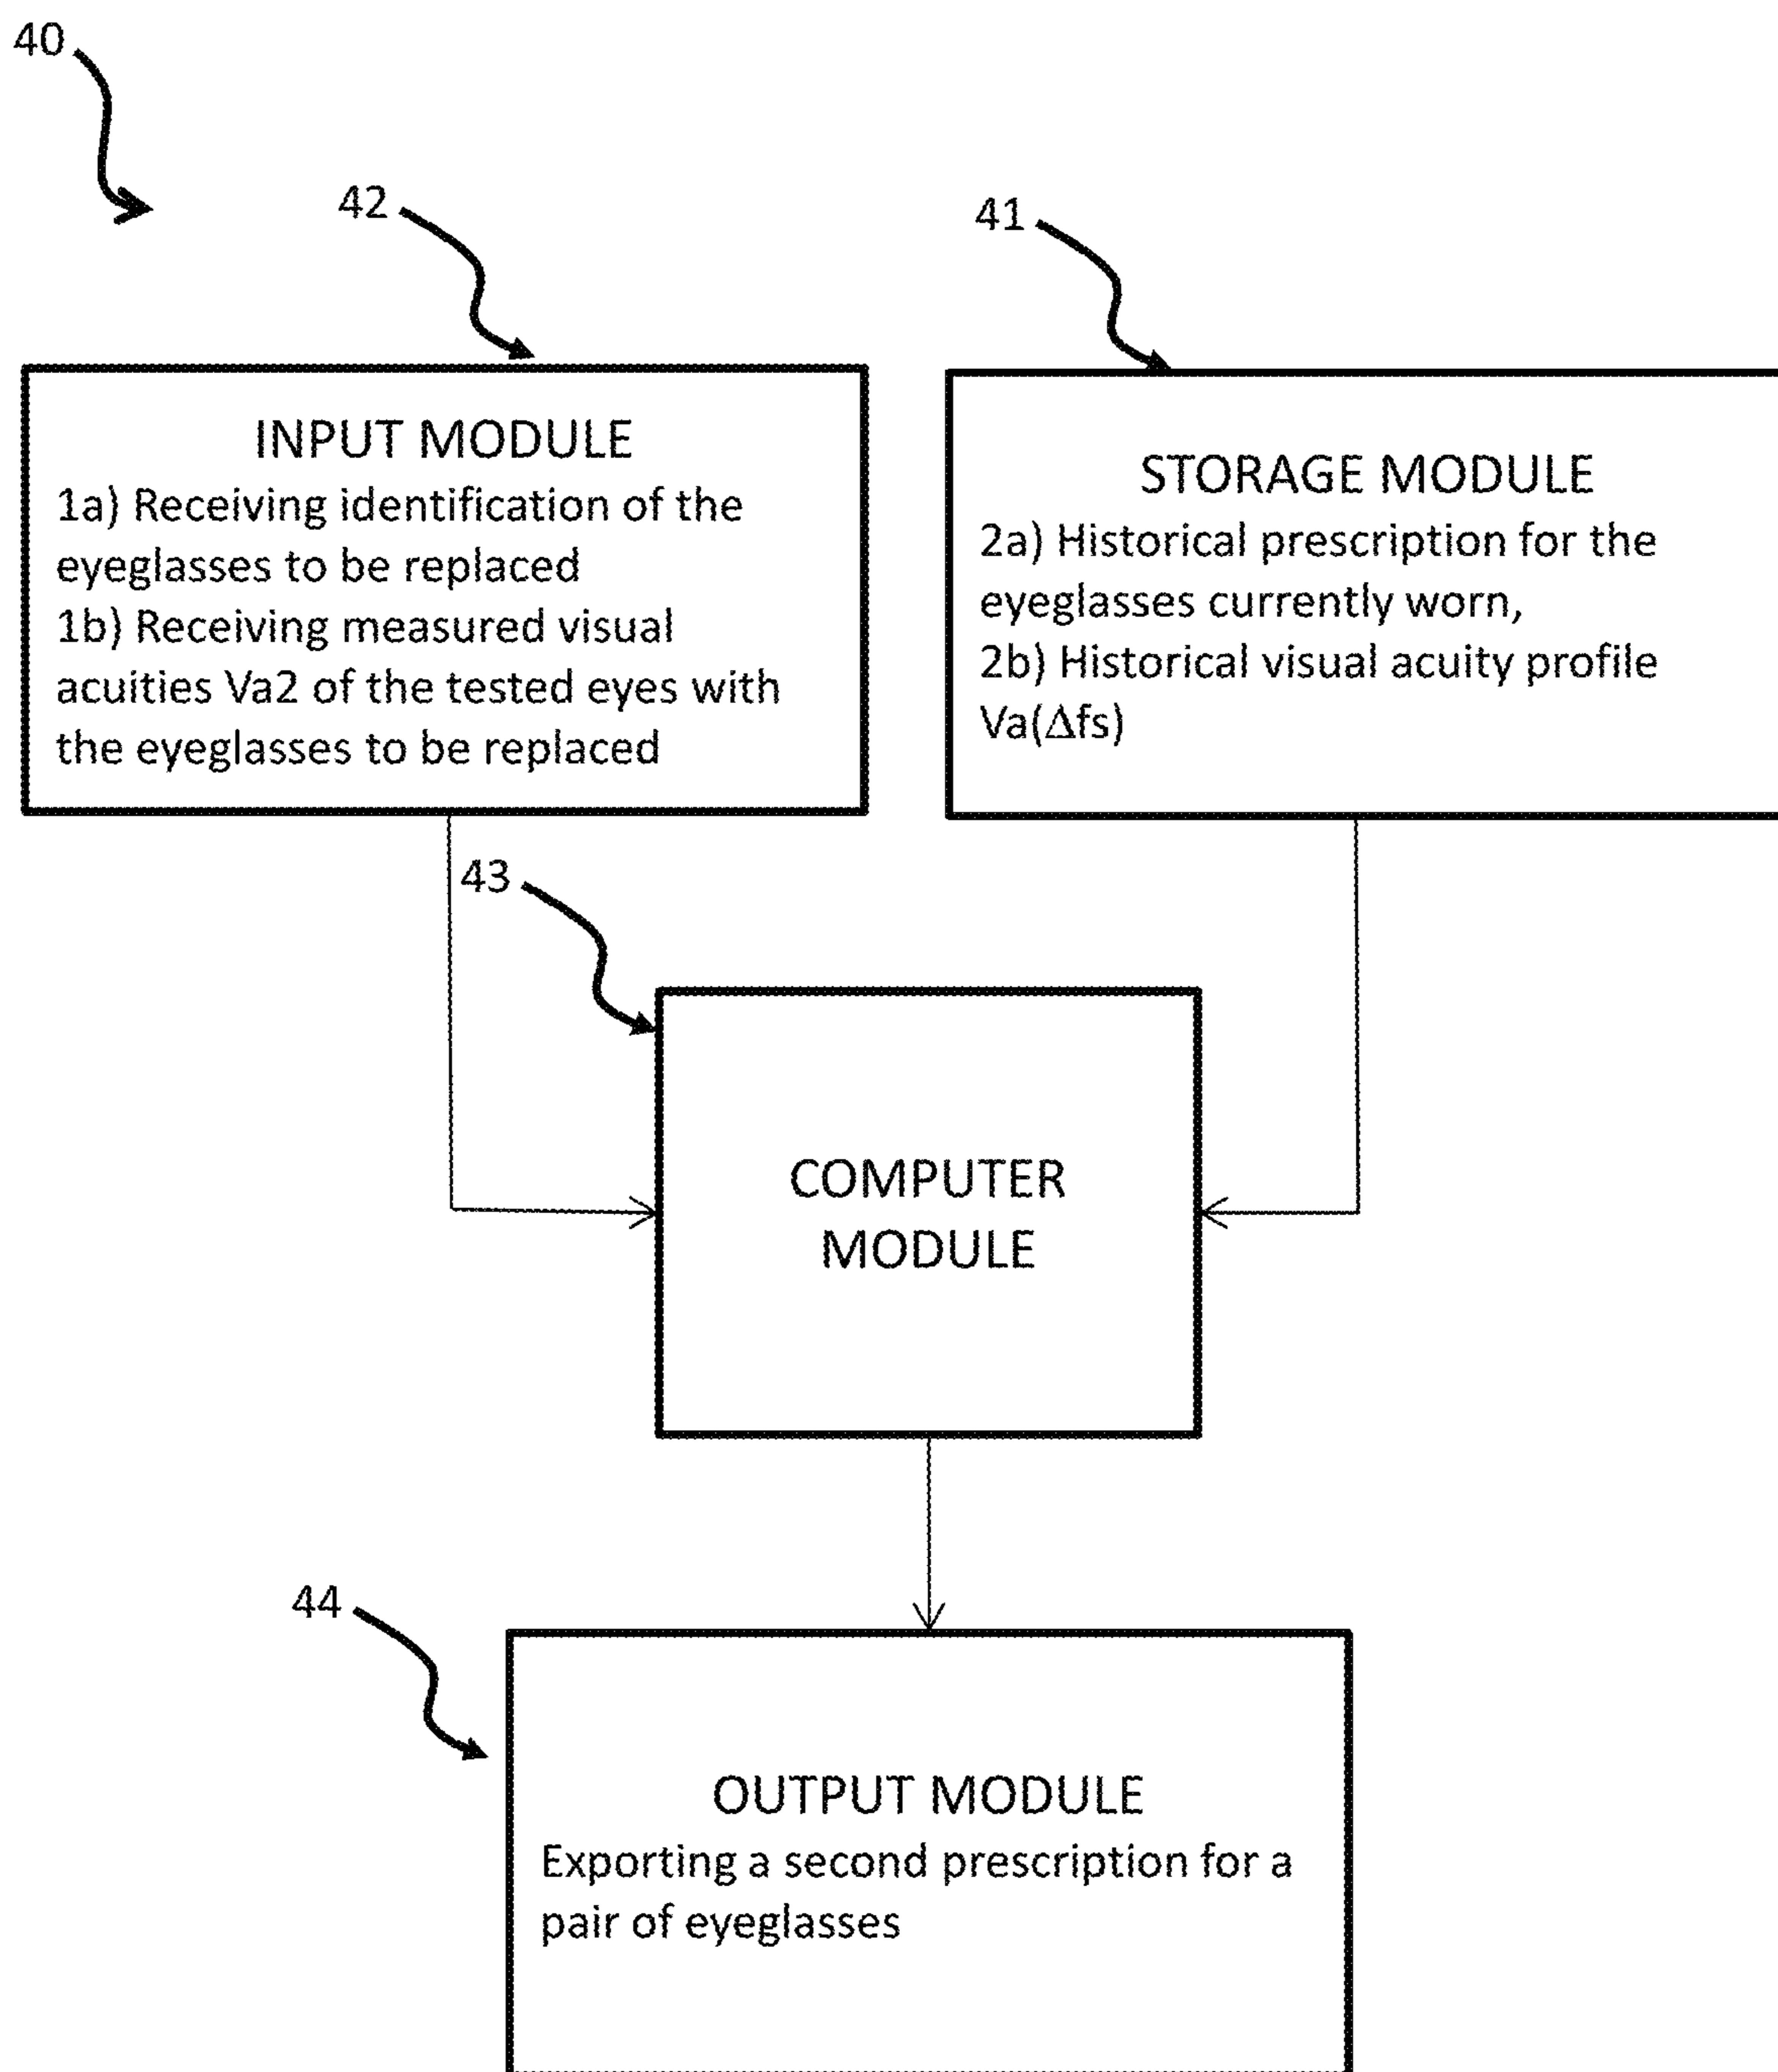 40
42
41
INPUT MODULE
1a) Receiving identification of the
eyeglasses to be replaced
1b) Receiving measured visual
acuities Va2 of the tested eyes with
the eyeglasses to be replaced
STORAGE MODULE
2a) Historical prescription for the
eyeglasses currently worn,
2b) Historical visual acuity profile
Va(Δfs)
43
COMPUTER
MODULE
44
OUTPUT MODULE
Exporting a second prescription for a
pair of eyeglasses